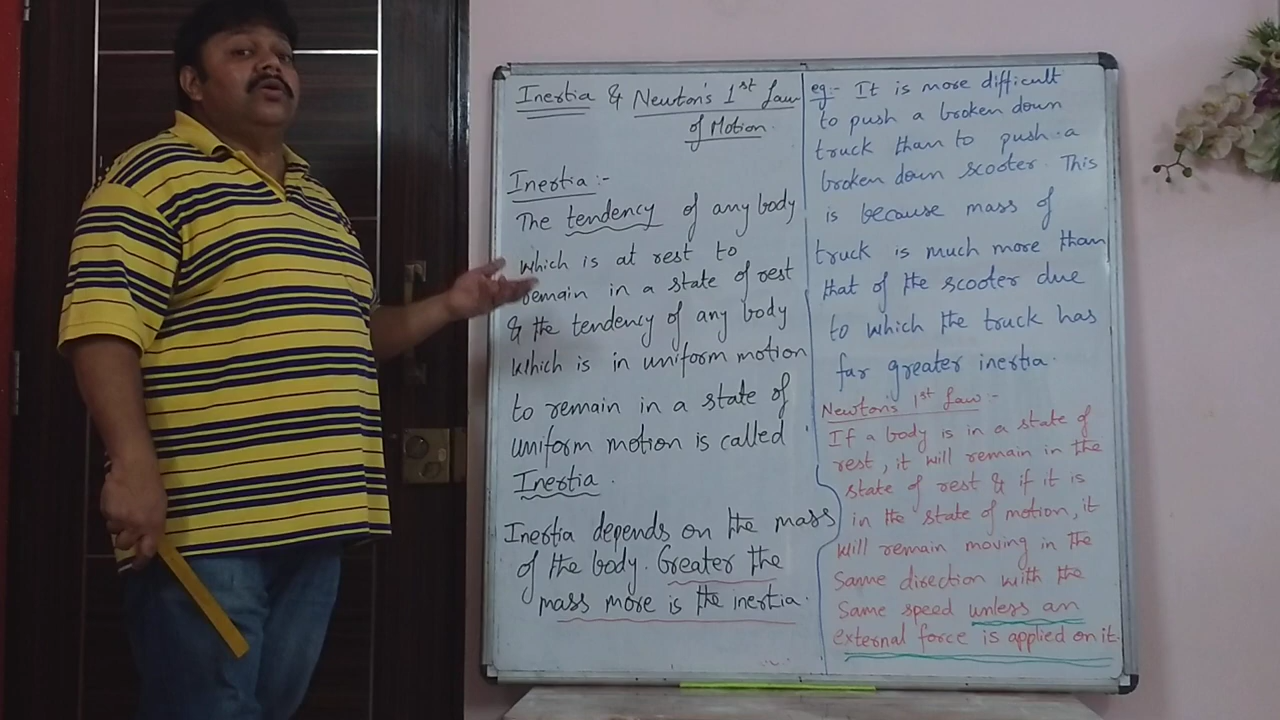 Inertia & Newton's 1st Law
of Motion.
Inertia :-
The tendency of any body
which is at rest to
remain in a state of rest
& the tendency of any body
which is in uniform motion
to remain in a state of
uniform motion is called
Inertia.
Inertia depends on the mass
of the body. Greater the
mass more is the inertia.
eg:- It is more difficult
to push a broken down
truck than to push a
broken down scooter. This
is because mass of
truck is much more than
that of the scooter due
to which the truck has
far greater inertia.
Newton's 1st Law :-
If a body is in a state of
rest, it will remain in the
state of rest & if it is
in the state of motion, it
will remain moving in the
same direction with the
same speed unless an
external force is applied on it.